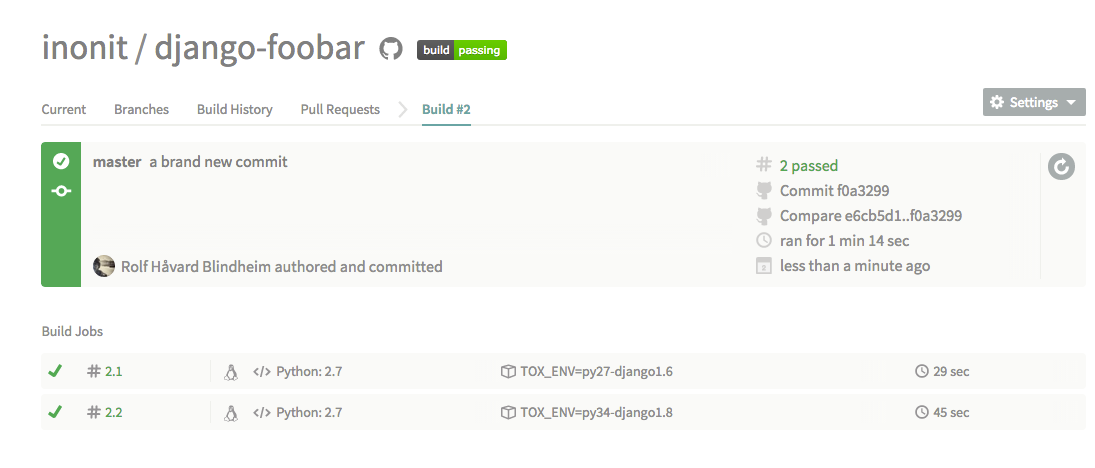 inonit / django-foobar build passing
Current Branches Build History Pull Requests Build #2 Settings
master a brand new commit
2 passed
Commit f0a3299
Compare e6cb5d1..f0a3299
ran for 1 min 14 sec
Rolf Håvard Blindheim authored and committed
less than a minute ago
Build Jobs
# 2.1 </> Python: 2.7 TOX_ENV=py27-django1.6 29 sec
# 2.2 </> Python: 2.7 TOX_ENV=py34-django1.8 45 sec